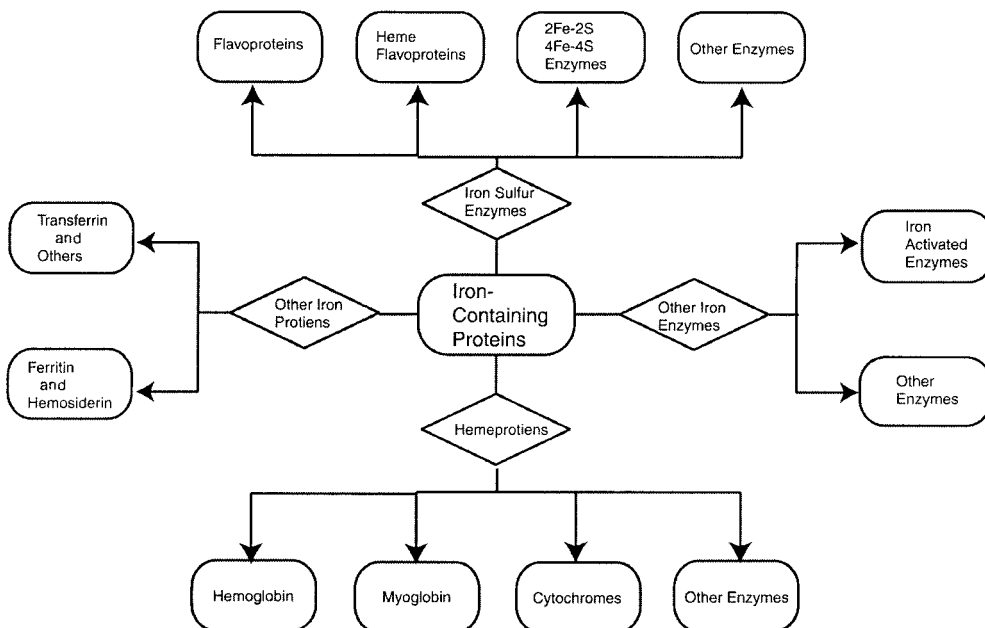 Flavoproteins
Heme
Flavoproteins
2Fe-2S
4Fe-4S
Enzymes
Other Enzymes
Iron Sulfur
Enzymes
Transferrin
and
Others
Iron
Activated
Enzymes
Other Iron
Protiens
Iron-
Containing
Proteins
Other Iron
Enzymes
Ferritin
and
Hemosiderin
Other
Enzymes
Hemeprotiens
Hemoglobin
Myoglobin
Cytochromes
Other Enzymes